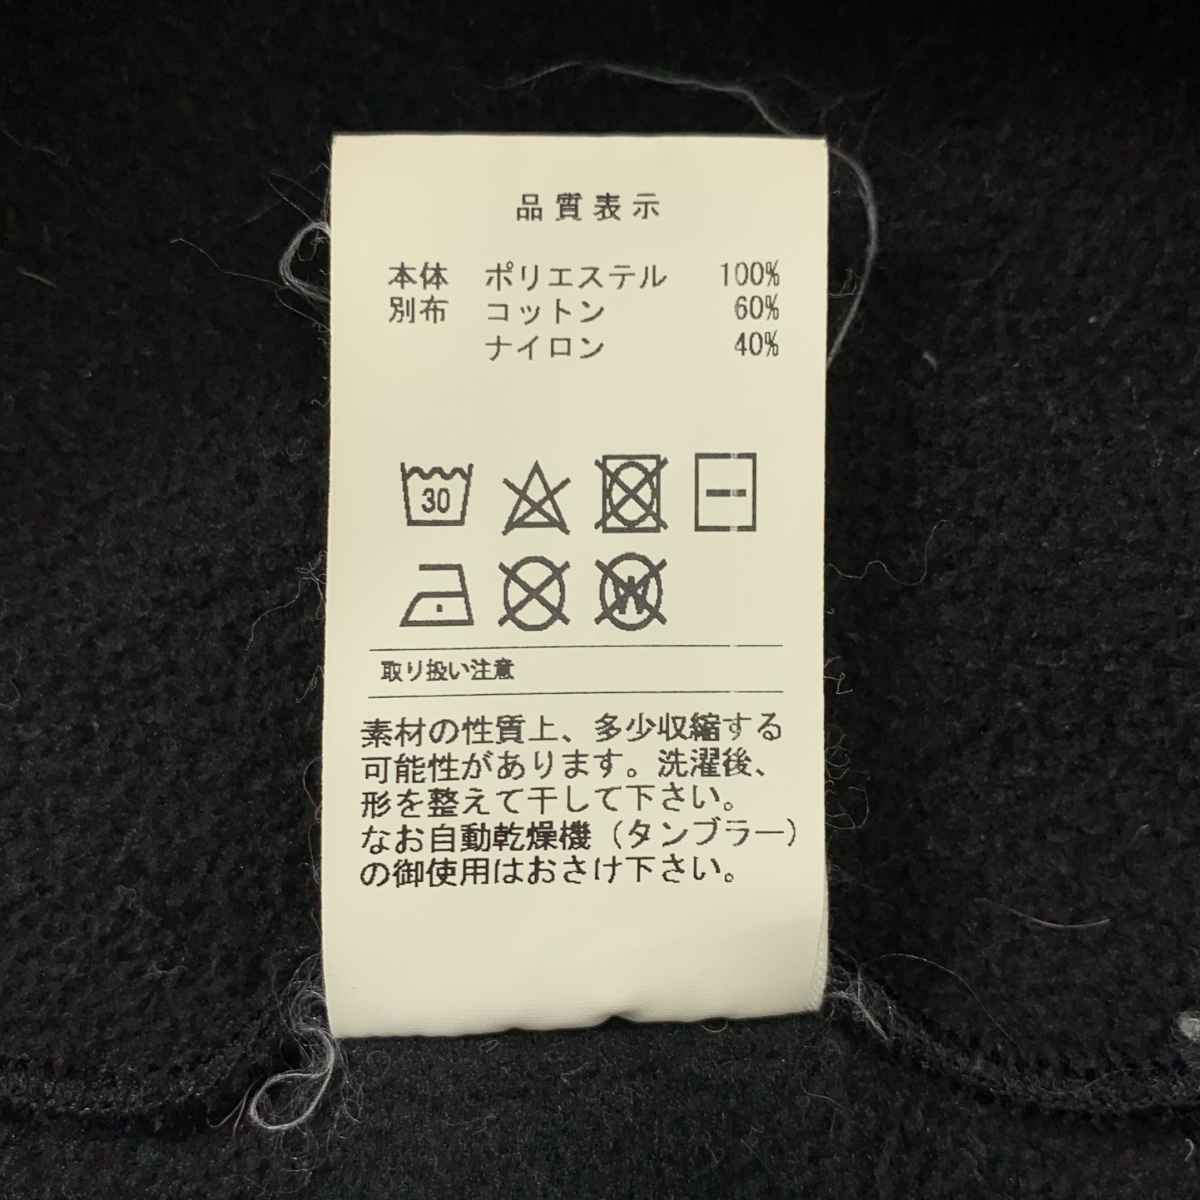 品質表示
本体 ポリエステル 100%
別布 コットン 60%
ナイロン 40%
30
W
取り扱い注意
素材の性質上、多少収縮する
可能性があります。洗濯後、
形を整えて干して下さい。
なお自動乾燥機（タンブラー）
の御使用はおさけ下さい。